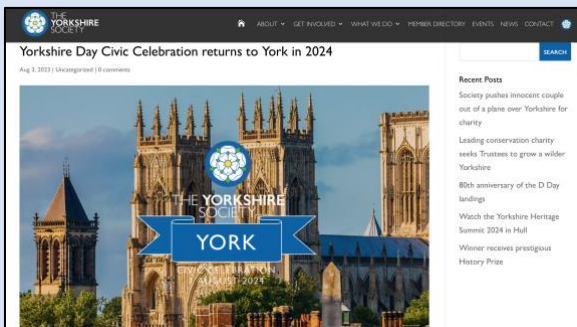 THE
YORKSHIRE
SOCIETY
ABOUT
GET INVOLVED
WHAT WE DO
MEMBER DIRECTORY
EVENTS
NEWS
CONTACT
Yorkshire Day Civic Celebration returns to York in 2024
Aug 3, 2023 | Uncategorized | 0 comments
THE YORKSHIRE
SOCIETY
YORK
CIVIC CELEBRATION
AUGUST 2024
SEARCH
Recent Posts
Society pushes innocent couple
out of a plane over Yorkshire for
charity
Leading conservation charity
seeks Trustees to grow a wilder
Yorkshire
80th anniversary of the D Day
landings
Watch the Yorkshire Heritage
Summit 2024 in Hull
Winner receives prestigious
History Prize